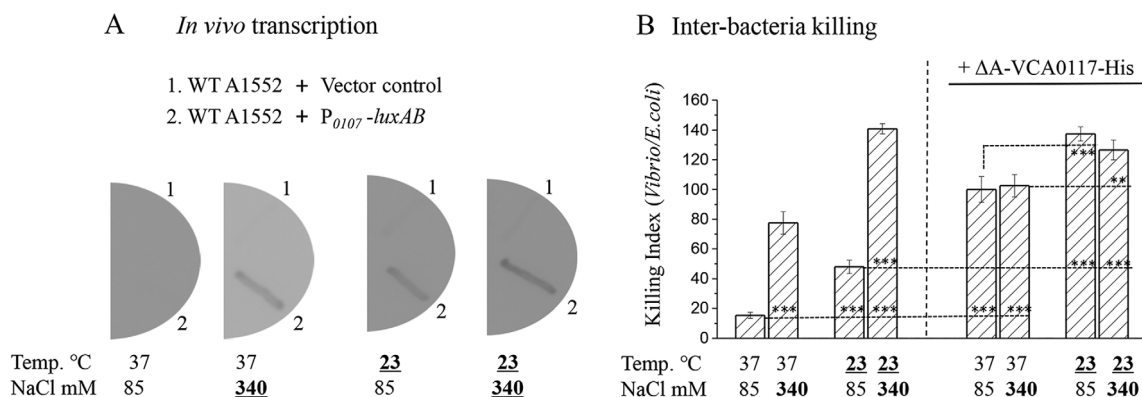 A In vivo transcription
1. WT A1552 + Vector control
2. WT A1552 + P0107-luxAB
1 1 1 1
2 2 2 2
Temp. °C 37 37 23 23
NaCl mM 85 340 85 340
B Inter-bacteria killing
+ ΔA-VCA0117-His
Killing Index (Vibrio/E.coli)
160
140
120
100
80
60
40
20
0
*** *** *** *** *** *** *** *** *** **
37 37 23 23 37 37 23 23
85 340 85 340 85 340 85 340
Temp. °C
NaCl mM